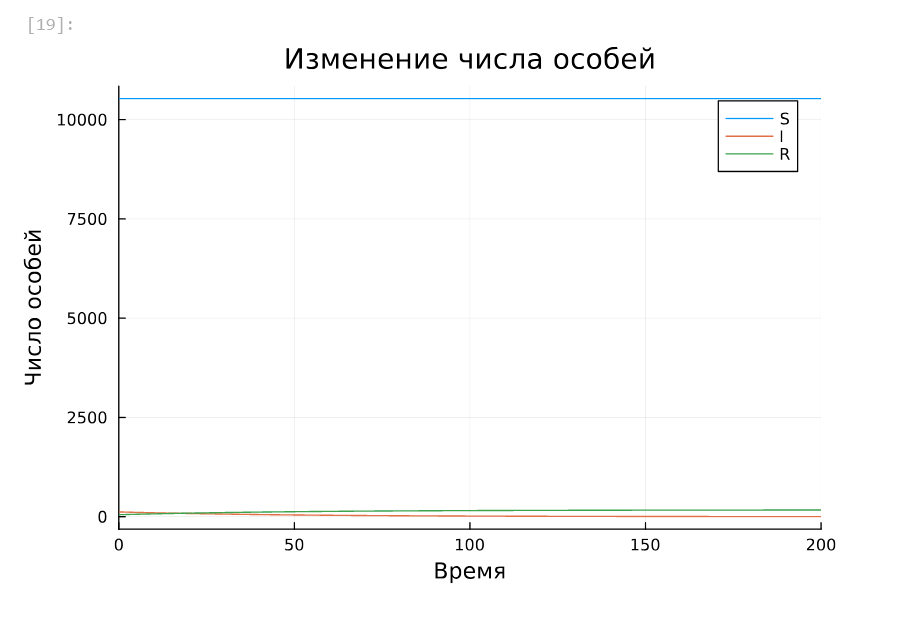 [19]:
Изменение числа особей
S
I
R
10000
7500
5000
2500
0
Число особей
0 50 100 150 200
Время